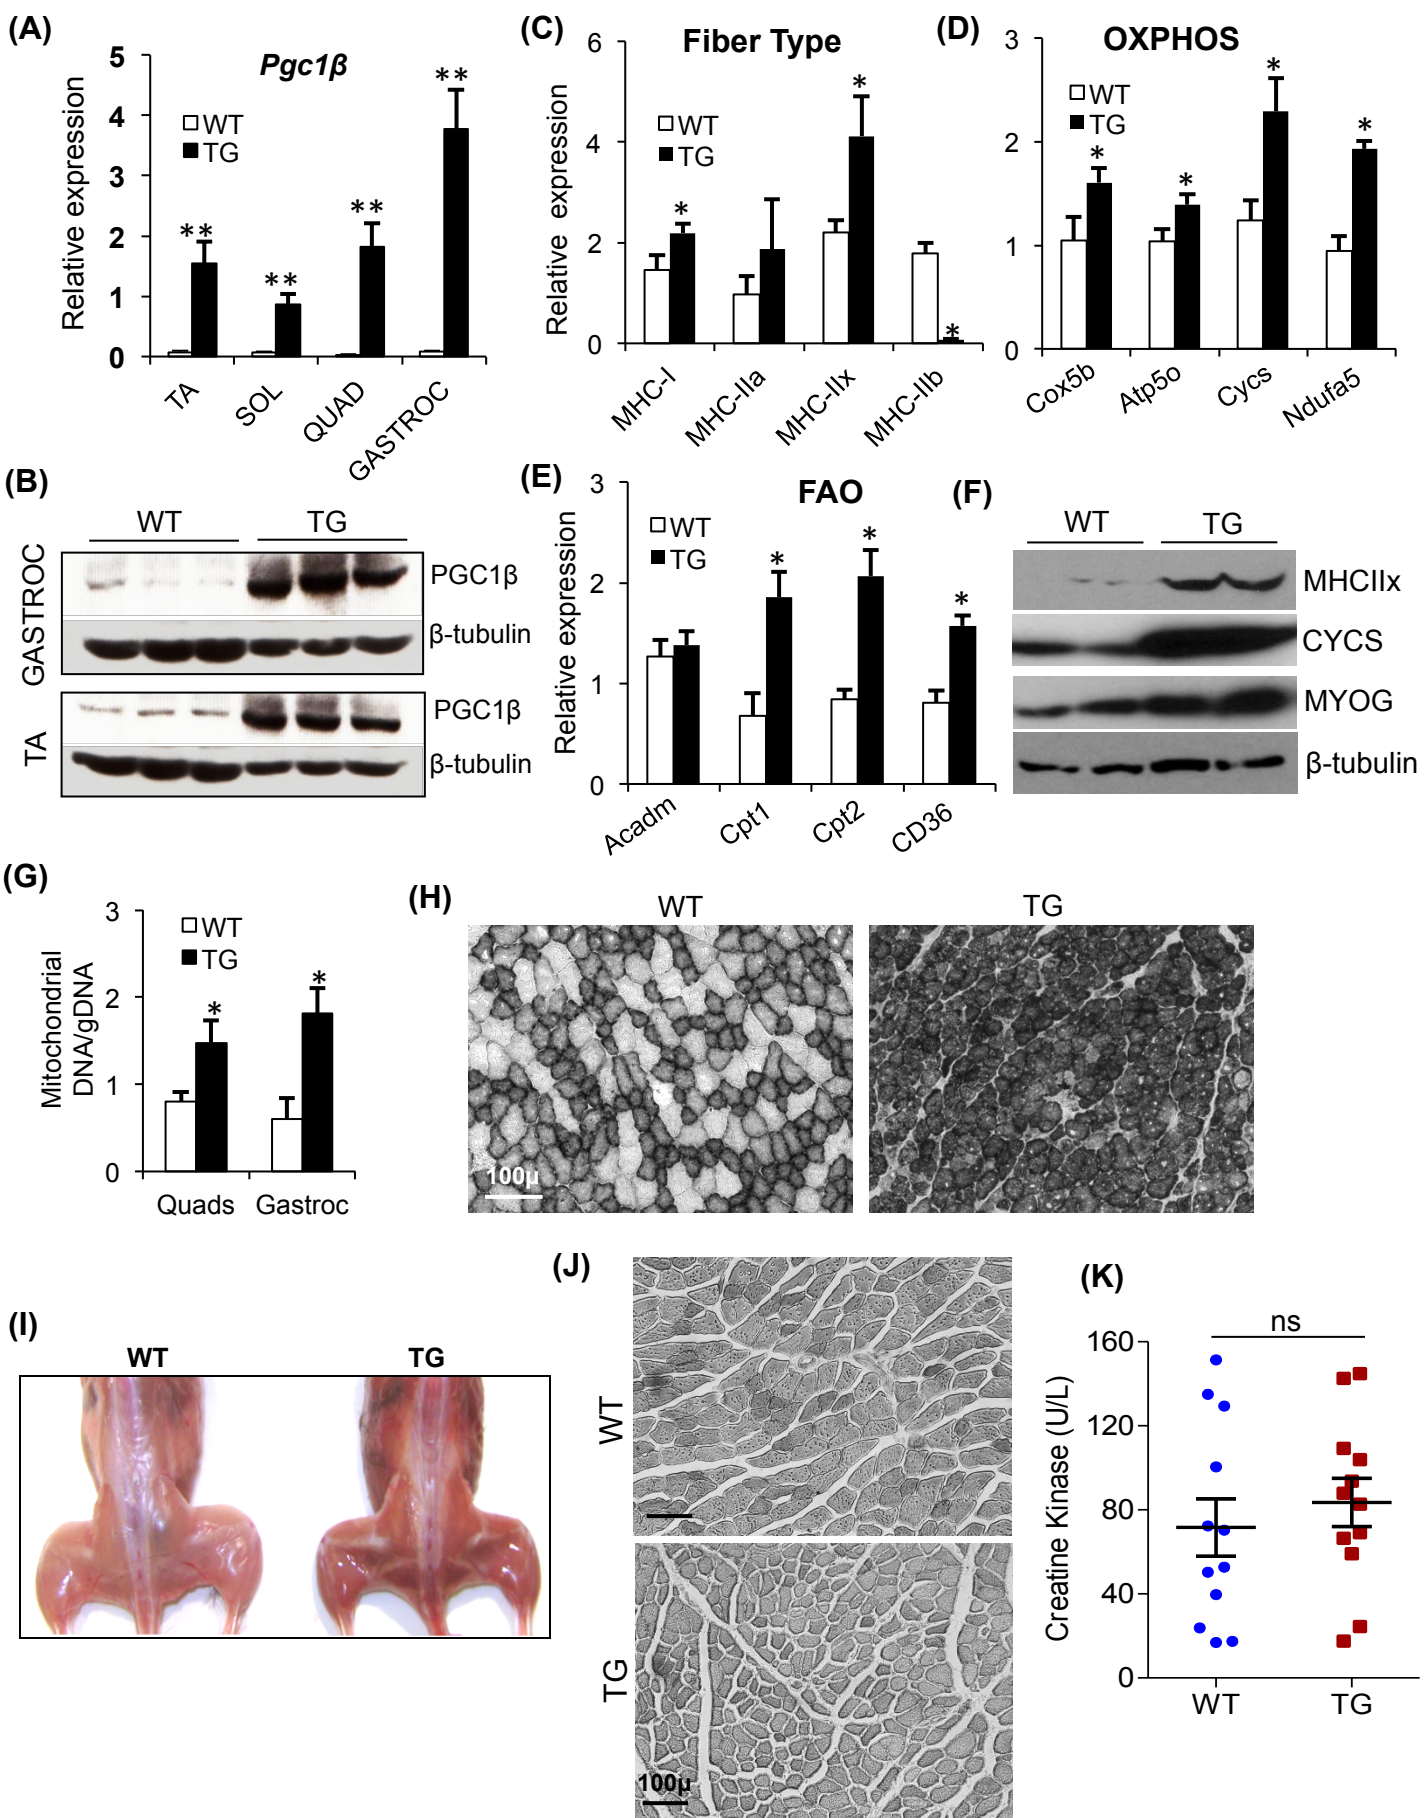 (A)
Pgc1β
Relative expression
5
4
3
2
1
0
WT
TG
**
**
**
**
TA
SOL
QUAD
GASTROC
(C)
Fiber Type
Relative expression
6
4
2
0
WT
TG
*
*
*
MHC-I
MHC-IIa
MHC-IIx
MHC-IIb
(D)
OXPHOS
3
2
1
0
WT
TG
*
*
*
*
Cox5b
Atp5o
Cycs
Ndufa5
(B)
WT
TG
GASTROC
PGC1β
β-tubulin
TA
PGC1β
β-tubulin
(E)
FAO
Relative expression
3
2
1
0
WT
TG
*
*
*
Acadm
Cpt1
Cpt2
CD36
(F)
WT
TG
MHCIIx
CYCS
MYOG
β-tubulin
(G)
Mitochondrial
DNA/gDNA
3
2
1
0
WT
TG
*
*
Quads
Gastroc
(H)
WT
TG
100µ
(I)
WT
TG
(J)
WT
TG
100µ
(K)
ns
Creatine Kinase (U/L)
160
120
80
40
0
WT
TG